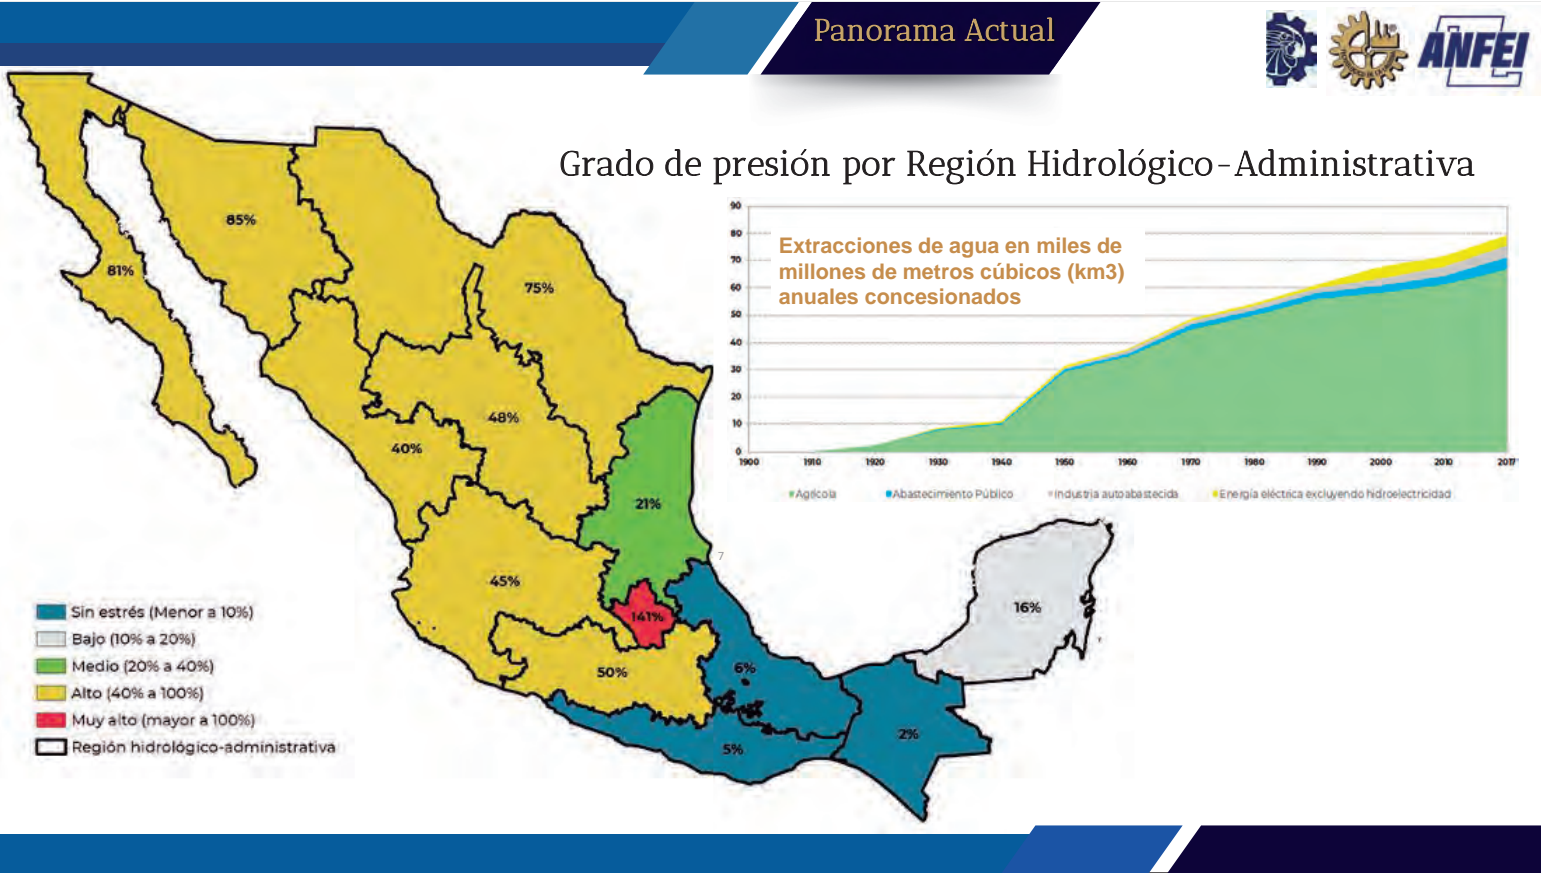 Panorama Actual
ANFEI
Grado de presión por Región Hidrológico-Administrativa
Extracciones de agua en miles de
millones de metros cúbicos (km3)
anuales concesionados
90
80
70
60
50
40
30
20
10
0
1900 1910 1920 1930 1940 1950 1960 1970 1980 1990 2000 2010 2017
Agrícola Abastecimiento Público Industria autoabastecida Energía eléctrica excluyendo hidroelectricidad
85%
81%
75%
48%
40%
21%
7
45%
16%
141%
50%
6%
2%
5%
Sin estrés (Menor a 10%)
Bajo (10% a 20%)
Medio (20% a 40%)
Alto (40% a 100%)
Muy alto (mayor a 100%)
Región hidrológico-administrativa